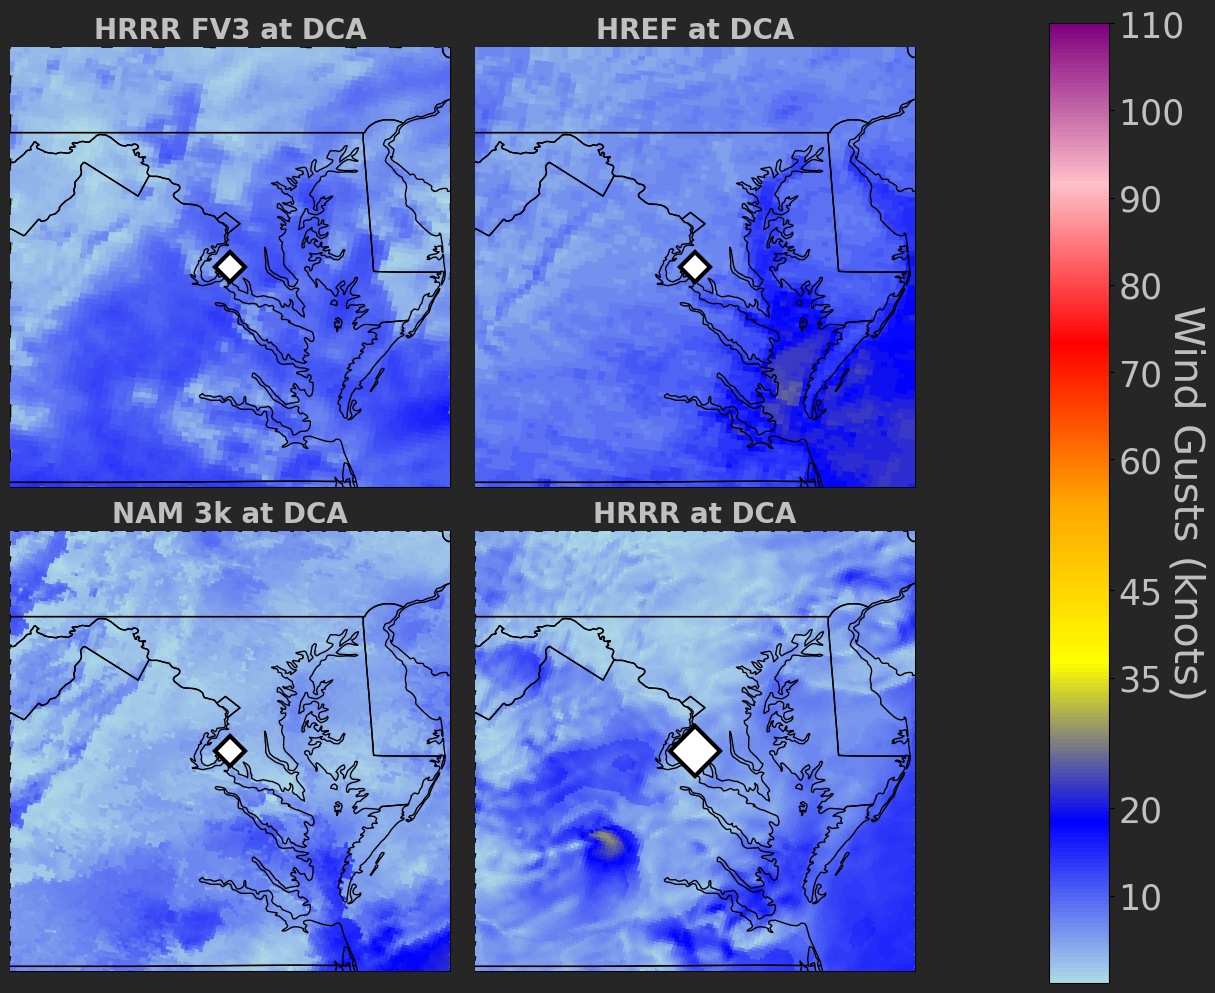 HRRR FV3 at DCA
HREF at DCA
NAM 3k at DCA
HRRR at DCA
110
100
90
80
70
60
45
35
20
10
Wind Gusts (knots)